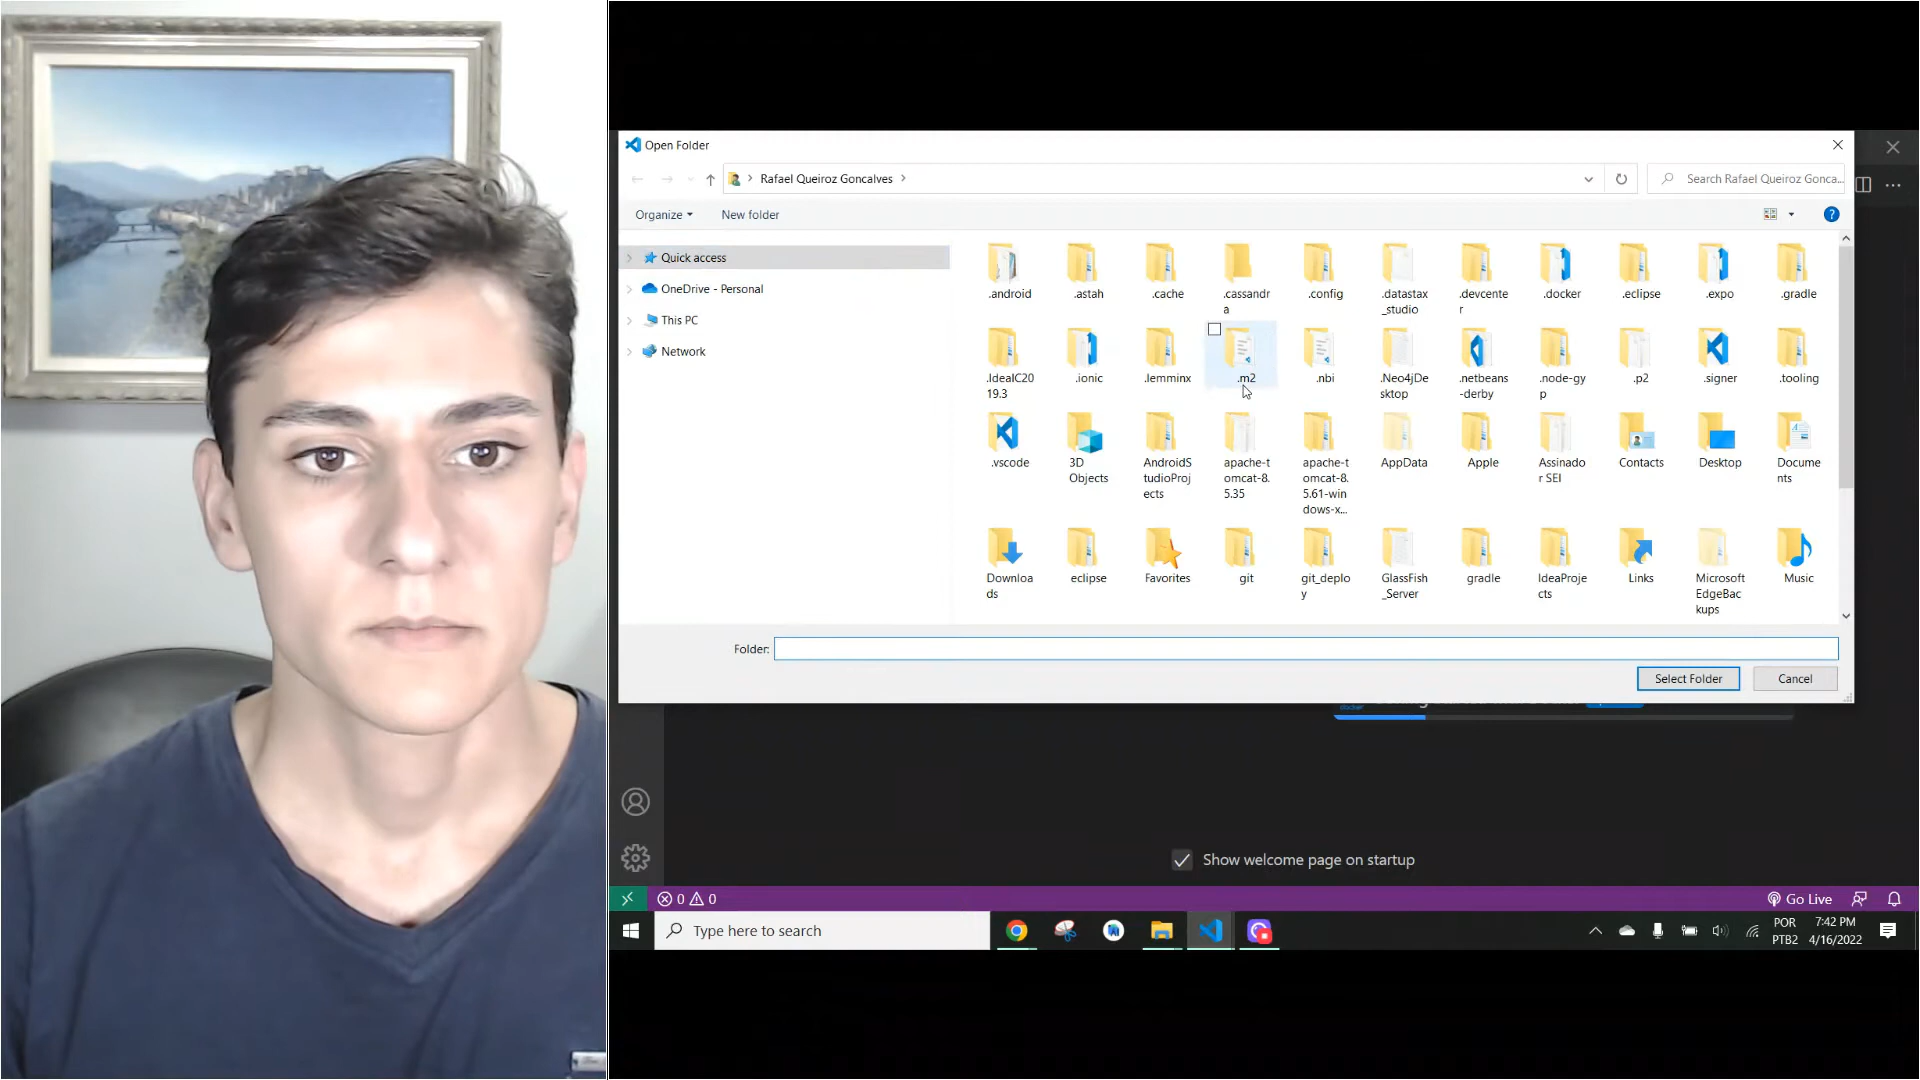 Open Folder
Rafael Queiroz Goncalves
Search Rafael Queiroz Gonca...
Organize
New folder
Quick access
OneDrive - Personal
This PC
Network
.android
.astah
.cache
.cassandr
a
.config
.datastax
_studio
.devcente
r
.docker
.eclipse
.expo
.gradle
.IdeaIC20
19.3
.ionic
.lemminx
.m2
.nbi
.Neo4jDe
sktop
.netbeans
-derby
.node-gy
p
.p2
.signer
.tooling
.vscode
3D
Objects
AndroidS
tudioProj
ects
apache-t
omcat-8.
5.35
apache-t
omcat-8.
5.61-win
dows-x...
AppData
Apple
Assinado
r SEI
Contacts
Desktop
Docume
nts
Downloa
ds
eclipse
Favorites
git
git_deplo
y
GlassFish
_Server
gradle
IdeaProje
cts
Links
Microsoft
EdgeBac
kups
Music
Folder:
Select Folder
Cancel
Show welcome page on startup
0 0
Go Live
Type here to search
POR
PTB2
7:42 PM
4/16/2022